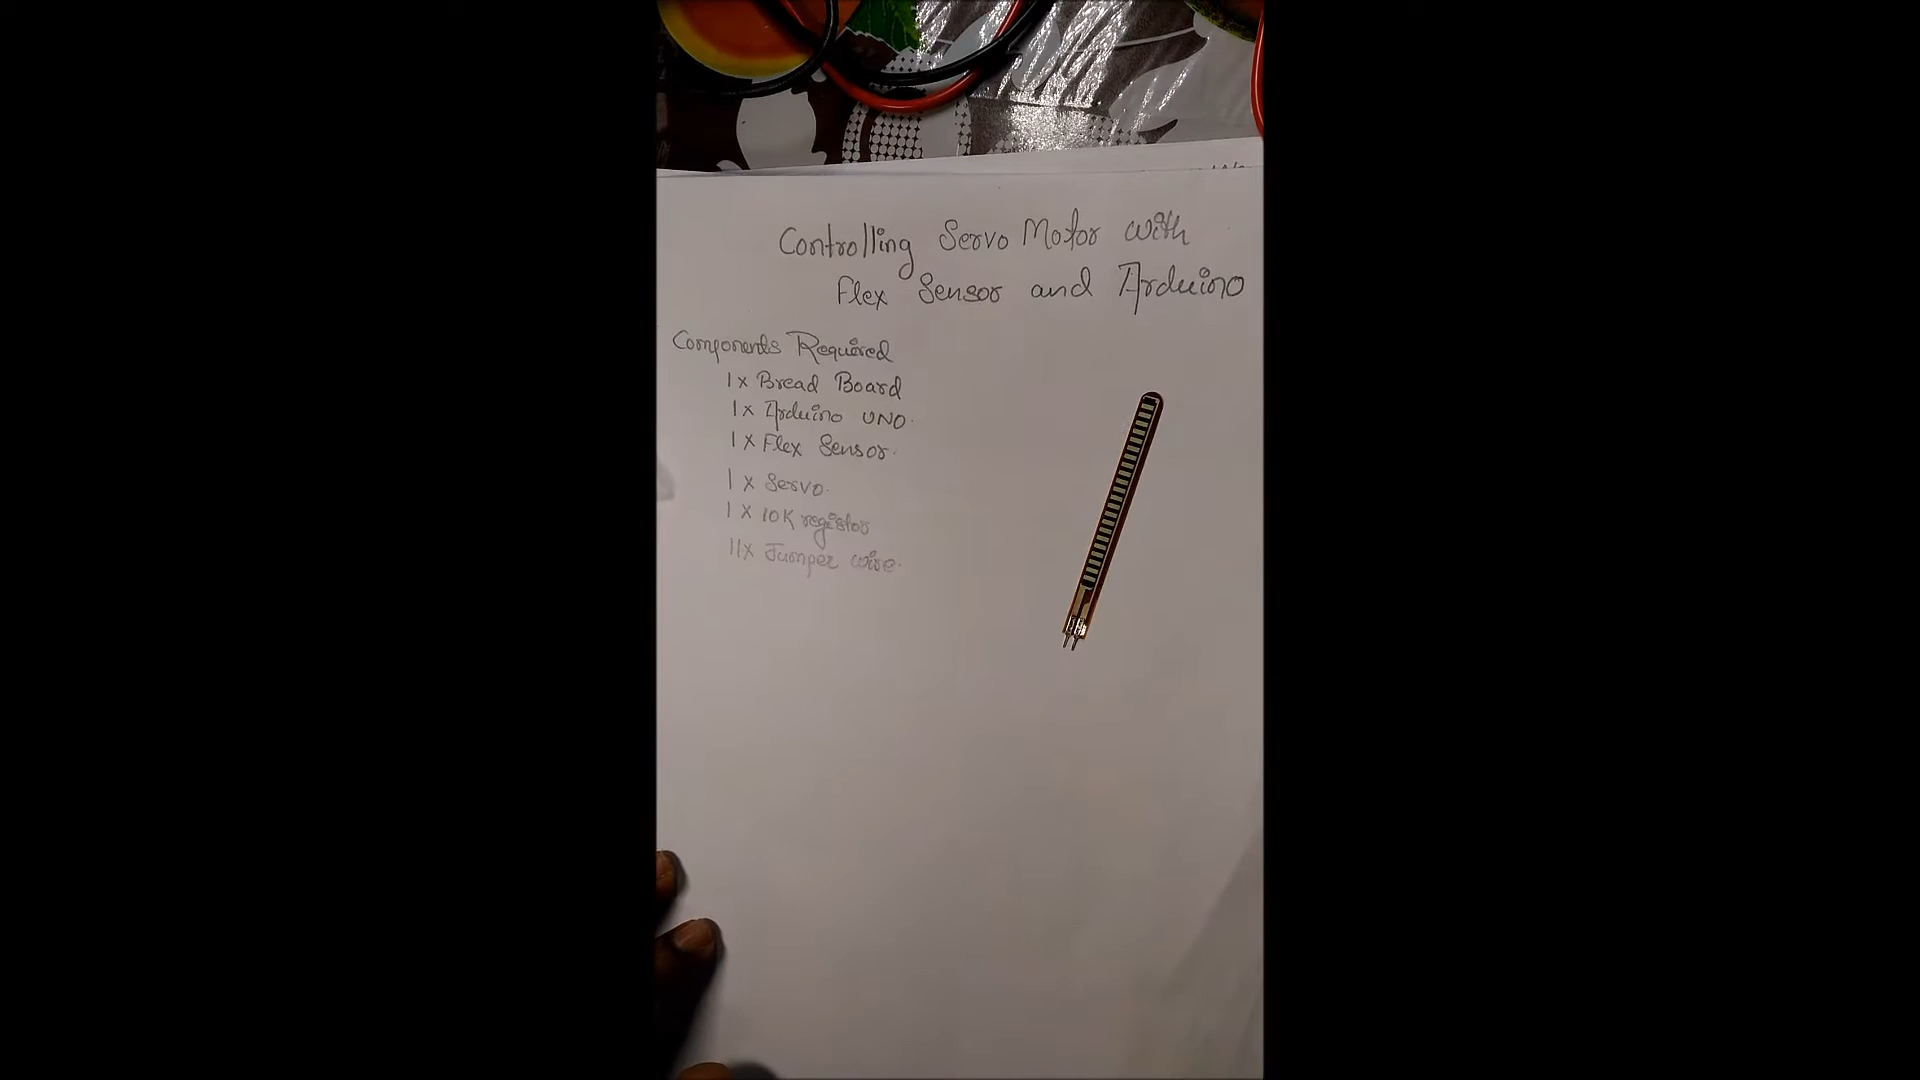 Controlling Servo Motor with
Flex Sensor and Arduino
Components Required
1x Bread Board
1x Arduino UNO.
1x Flex Sensor.
1x Servo.
1x 10K registor
11x Jumper wire.